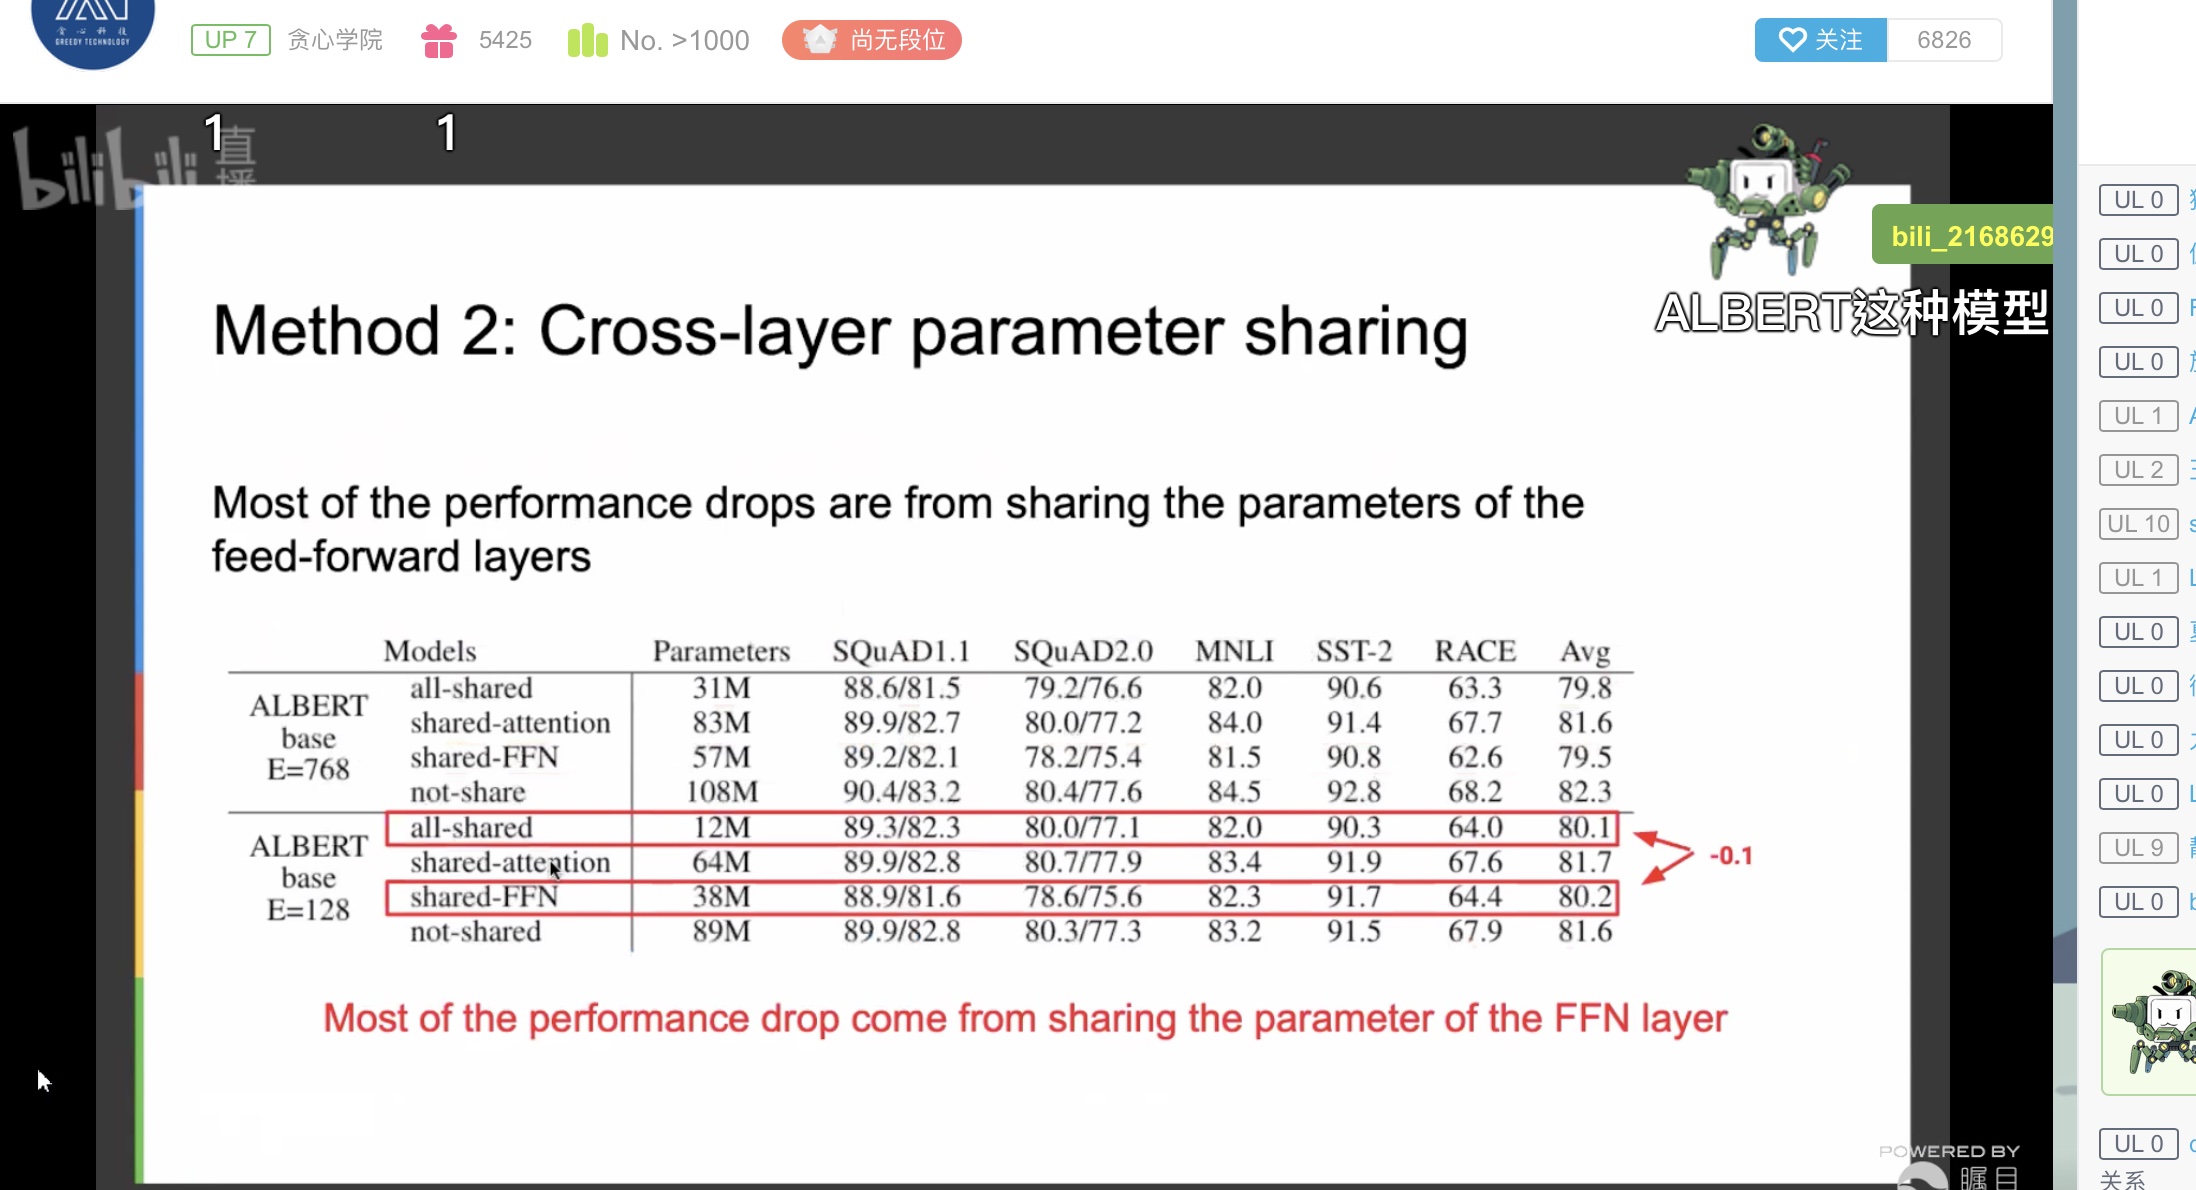 贪心科技
GREEDY TECHNOLOGY
UP 7 贪心学院 5425 No. >1000 尚无段位 关注 6826
bilibili 直播
1 1
bili_2168629
ALBERT这种模型
Method 2: Cross-layer parameter sharing
Most of the performance drops are from sharing the parameters of the
feed-forward layers
Models Parameters SQuAD1.1 SQuAD2.0 MNLI SST-2 RACE Avg
ALBERT base E=768
all-shared 31M 88.6/81.5 79.2/76.6 82.0 90.6 63.3 79.8
shared-attention 83M 89.9/82.7 80.0/77.2 84.0 91.4 67.7 81.6
shared-FFN 57M 89.2/82.1 78.2/75.4 81.5 90.8 62.6 79.5
not-share 108M 90.4/83.2 80.4/77.6 84.5 92.8 68.2 82.3
ALBERT base E=128
all-shared 12M 89.3/82.3 80.0/77.1 82.0 90.3 64.0 80.1
shared-attention 64M 89.9/82.8 80.7/77.9 83.4 91.9 67.6 81.7
shared-FFN 38M 88.9/81.6 78.6/75.6 82.3 91.7 64.4 80.2
not-shared 89M 89.9/82.8 80.3/77.3 83.2 91.5 67.9 81.6
-0.1
Most of the performance drop come from sharing the parameter of the FFN layer
POWERED BY
瞩目
UL 0
UL 0
UL 0
UL 0
UL 1
UL 2
UL 10
UL 1
UL 0
UL 0
UL 0
UL 0
UL 9
UL 0
UL 0
关系